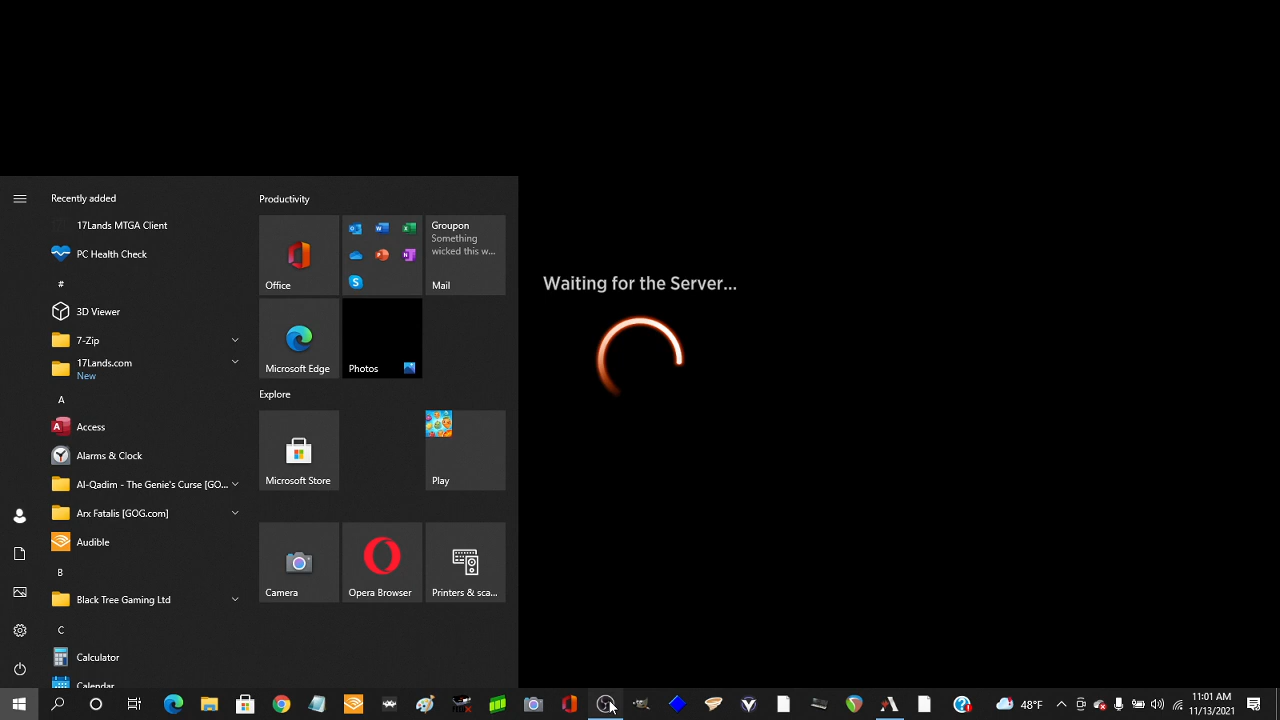 Recently added
17Lands MTGA Client
PC Health Check
#
3D Viewer
7-Zip
17Lands.com
New
A
Access
Alarms & Clock
Al-Qadim - The Genie's Curse [GO...
Arx Fatalis [GOG.com]
Audible
B
Black Tree Gaming Ltd
C
Calculator
Calendar
Productivity
Office
Groupon
Something
wicked this w...
Mail
Microsoft Edge
Photos
Explore
Microsoft Store
Play
Camera
Opera Browser
Printers & sca...
Waiting for the Server...
48°F
11:01 AM
11/13/2021